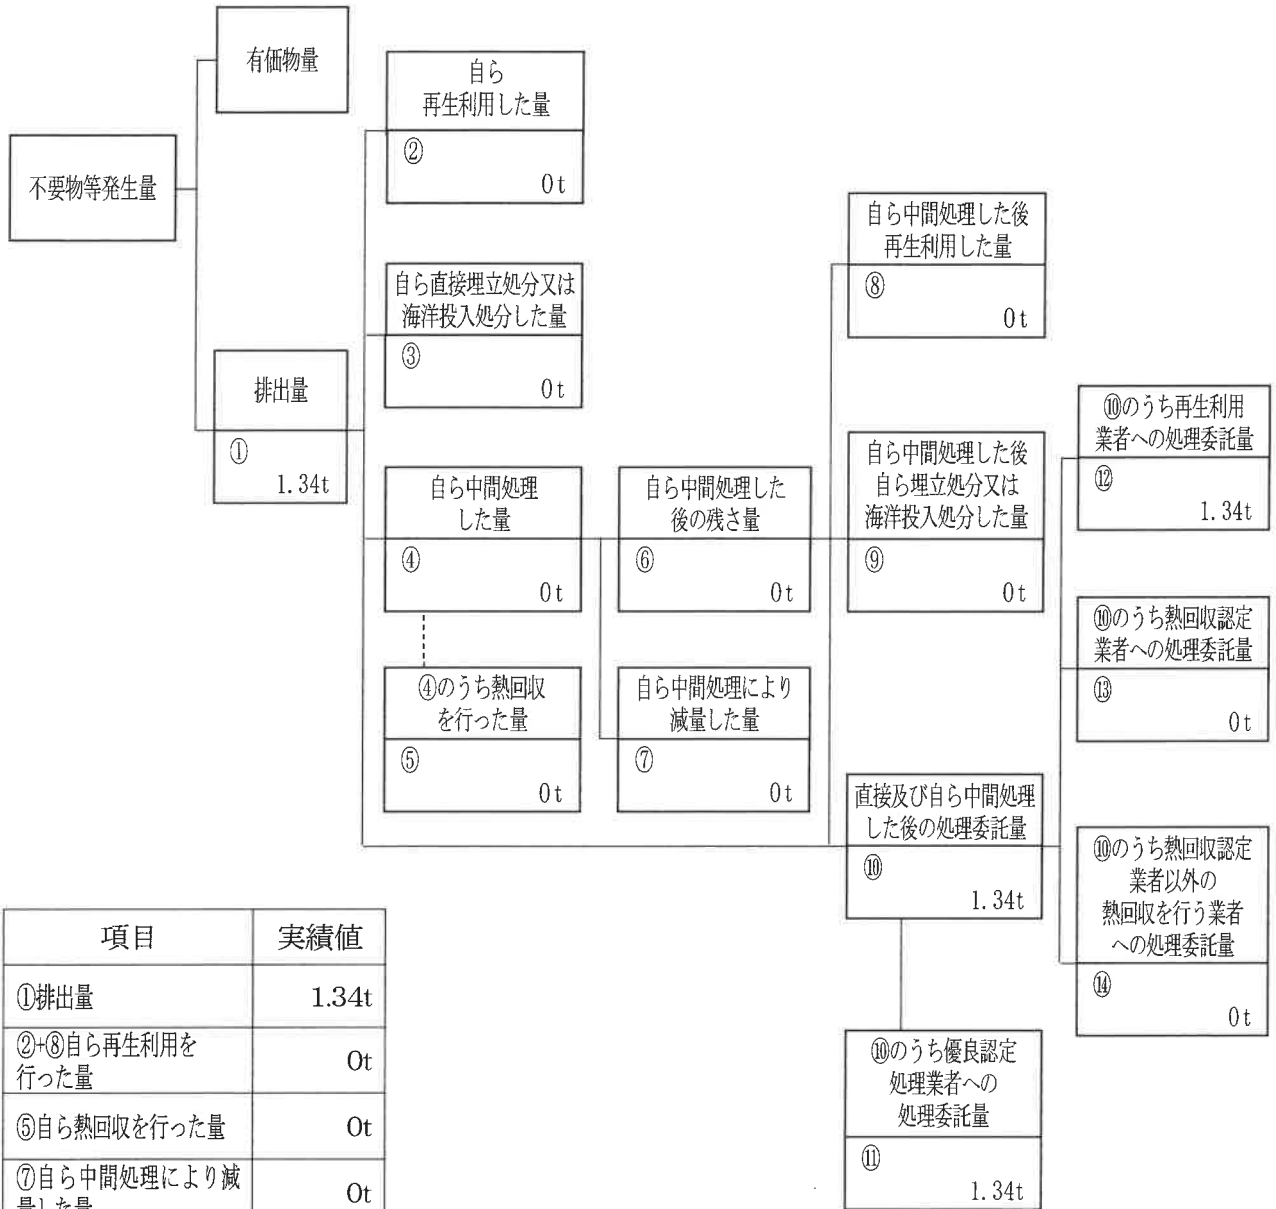 有価物量
不要物等発生量
排出量
①
1.34t
自ら
再生利用した量
②
0t
自ら直接埋立処分又は
海洋投入処分した量
③
0t
自ら中間処理
した量
④
0t
④のうち熱回収
を行った量
⑤
0t
自ら中間処理した
後の残さ量
⑥
0t
自ら中間処理により
減量した量
⑦
0t
自ら中間処理した後
再生利用した量
⑧
0t
自ら中間処理した後
自ら埋立処分又は
海洋投入処分した量
⑨
0t
直接及び自ら中間処理
した後の処理委託量
⑩
1.34t
⑩のうち優良認定
処理業者への
処理委託量
⑪
1.34t
⑩のうち再生利用
業者への処理委託量
⑫
1.34t
⑩のうち熱回収認定
業者への処理委託量
⑬
0t
⑩のうち熱回収認定
業者以外の
熱回収を行う業者
への処理委託量
⑭
0t
項目 実績値
①排出量 1.34t
②+⑧自ら再生利用を
行った量 0t
⑤自ら熱回収を行った量 0t
⑦自ら中間処理により減
量した量 0t